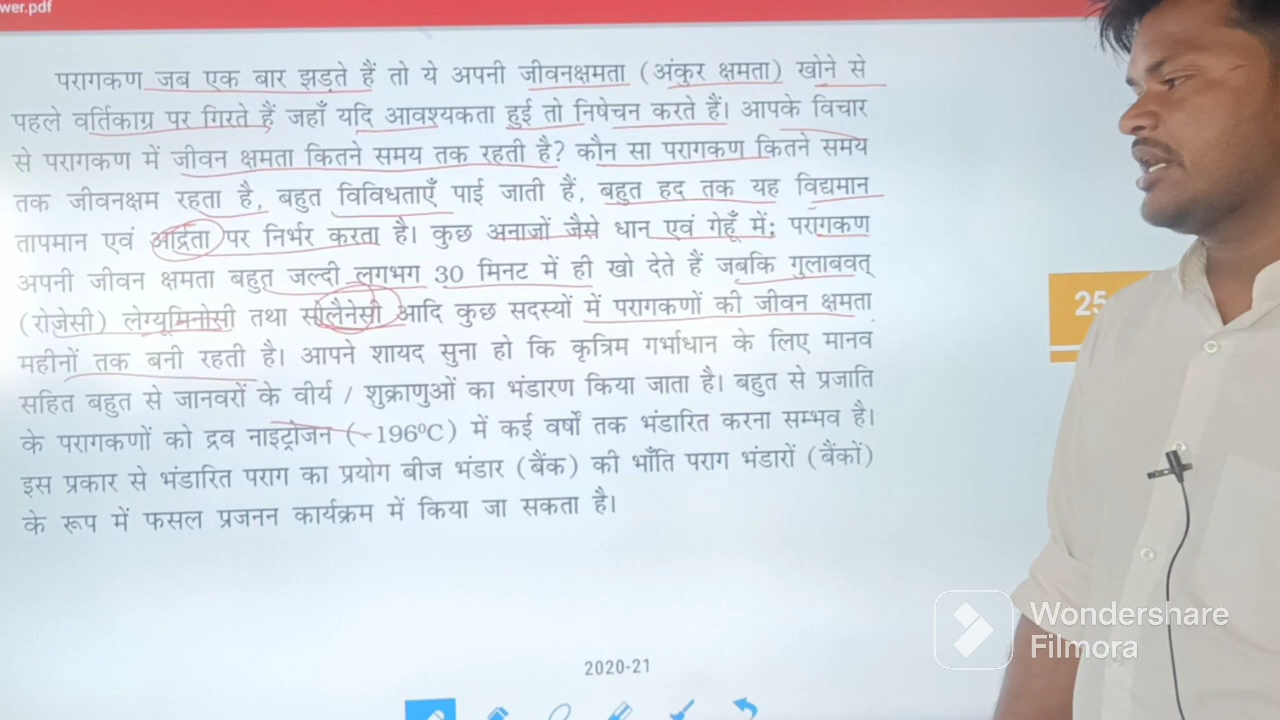 wer.pdf
परागकण जब एक बार झड़ते हैं तो ये अपनी जीवनक्षमता (अंकुर क्षमता) खोने से
पहले वर्तिकाग्र पर गिरते हैं जहाँ यदि आवश्यकता हुई तो निषेचन करते हैं। आपके विचार
से परागकण में जीवन क्षमता कितने समय तक रहती है? कौन सा परागकण कितने समय
तक जीवनक्षम रहता है, बहुत विविधताएँ पाई जाती हैं, बहुत हद तक यह विद्यमान
तापमान एवं आर्द्रता पर निर्भर करता है। कुछ अनाजों जैसे धान एवं गेहूँ में; परागकण
अपनी जीवन क्षमता बहुत जल्दी लगभग 30 मिनट में ही खो देते हैं जबकि गुलाबवत्
(रोज़ेसी) लेग्यूमिनोसी तथा सोलैनेसी आदि कुछ सदस्यों में परागकणों की जीवन क्षमता
महीनों तक बनी रहती है। आपने शायद सुना हो कि कृत्रिम गर्भाधान के लिए मानव
सहित बहुत से जानवरों के वीर्य / शुक्राणुओं का भंडारण किया जाता है। बहुत से प्रजाति
के परागकणों को द्रव नाइट्रोजन (-196⁰C) में कई वर्षों तक भंडारित करना सम्भव है।
इस प्रकार से भंडारित पराग का प्रयोग बीज भंडार (बैंक) की भाँति पराग भंडारों (बैंकों)
के रूप में फसल प्रजनन कार्यक्रम में किया जा सकता है।
25
Wondershare
Filmora
2020-21